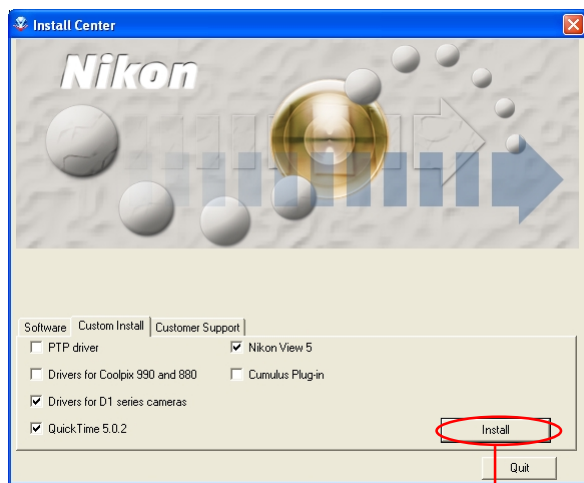 Install Center
Nikon
Software Custom Install Customer Support
PTP driver Nikon View 5
Drivers for Coolpix 990 and 880 Cumulus Plug-in
Drivers for D1 series cameras
QuickTime 5.0.2
Install
Quit